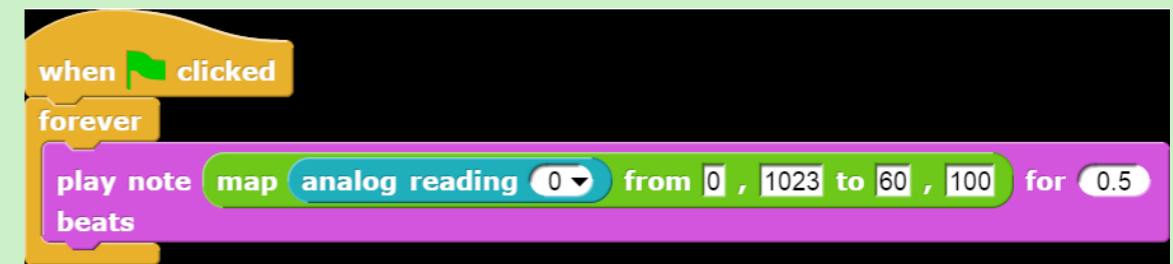 when clicked
forever
play note map analog reading 0 from 0 , 1023 to 60 , 100 for 0.5
beats